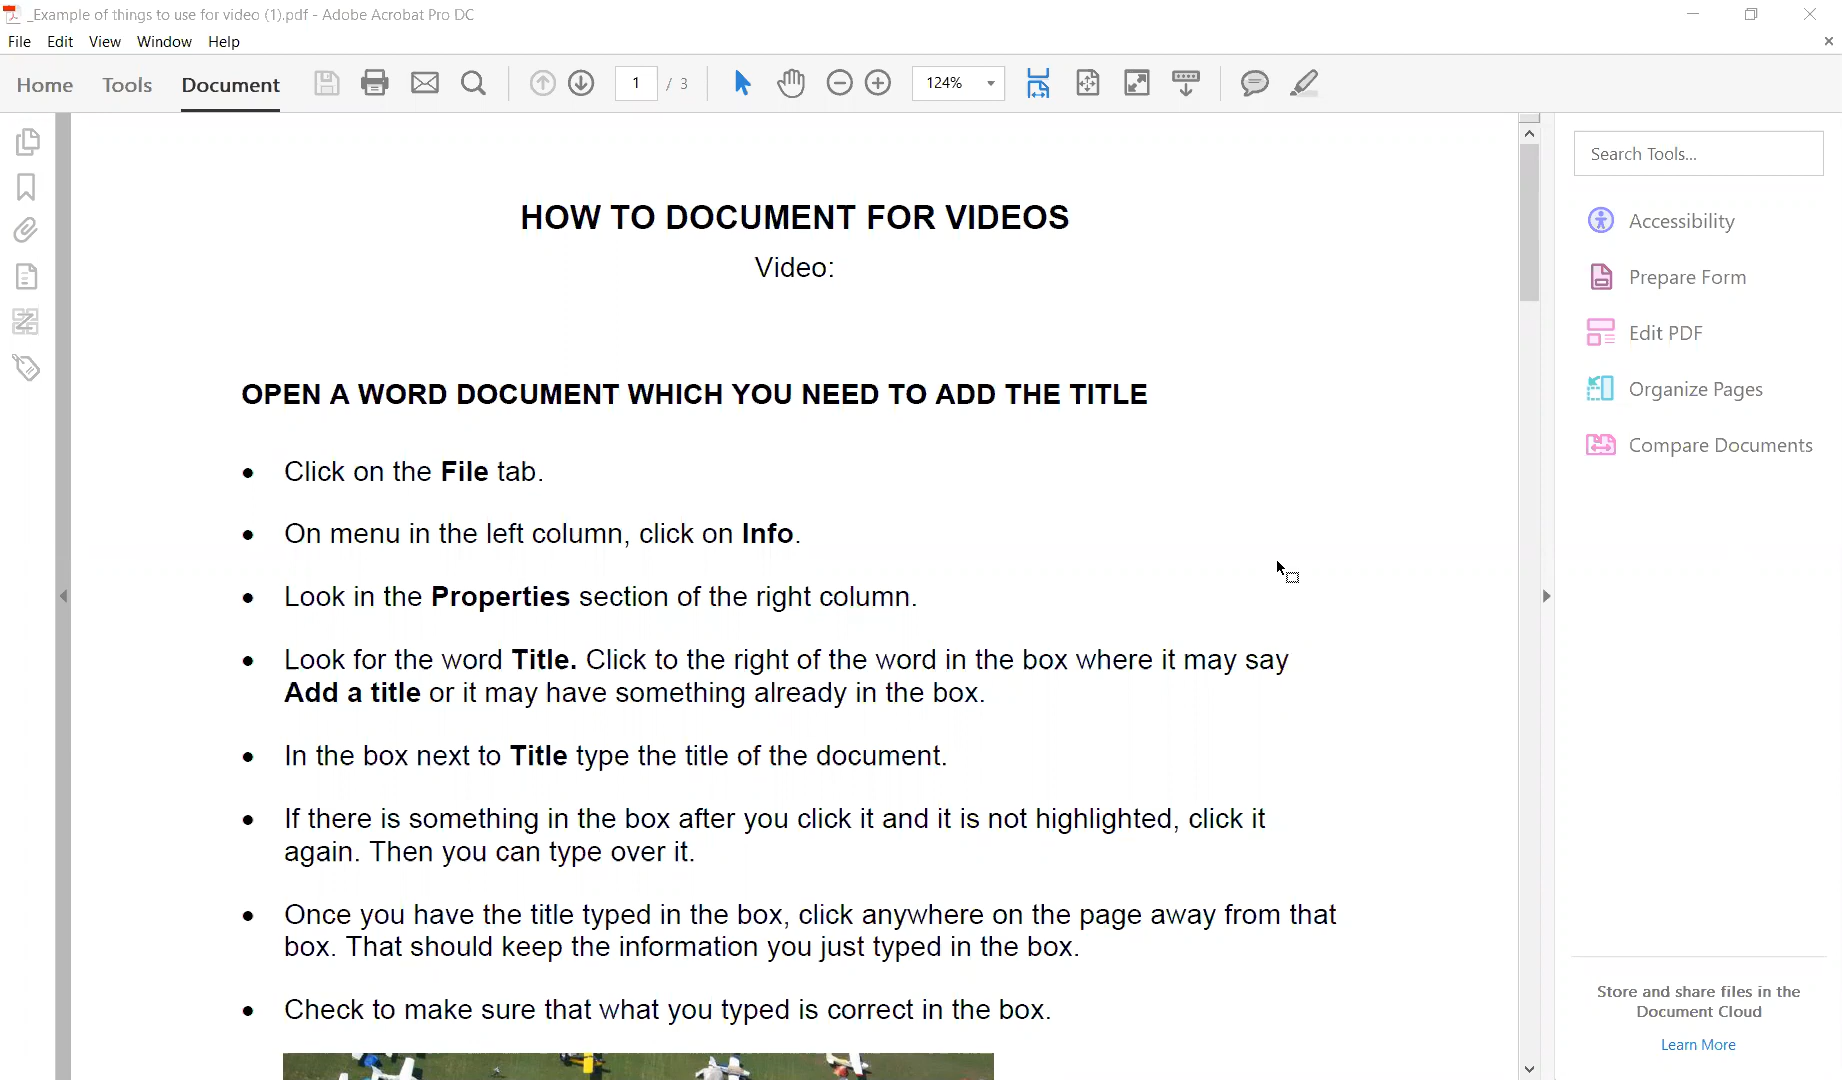 _Example of things to use for video (1).pdf - Adobe Acrobat Pro DC
File Edit View Window Help
Home Tools Document 1 / 3 124%
Search Tools...
Accessibility
Prepare Form
Edit PDF
Organize Pages
Compare Documents
HOW TO DOCUMENT FOR VIDEOS
Video:
OPEN A WORD DOCUMENT WHICH YOU NEED TO ADD THE TITLE
• Click on the File tab.
• On menu in the left column, click on Info.
• Look in the Properties section of the right column.
• Look for the word Title. Click to the right of the word in the box where it may say
Add a title or it may have something already in the box.
• In the box next to Title type the title of the document.
• If there is something in the box after you click it and it is not highlighted, click it
again. Then you can type over it.
• Once you have the title typed in the box, click anywhere on the page away from that
box. That should keep the information you just typed in the box.
• Check to make sure that what you typed is correct in the box.
Store and share files in the
Document Cloud
Learn More